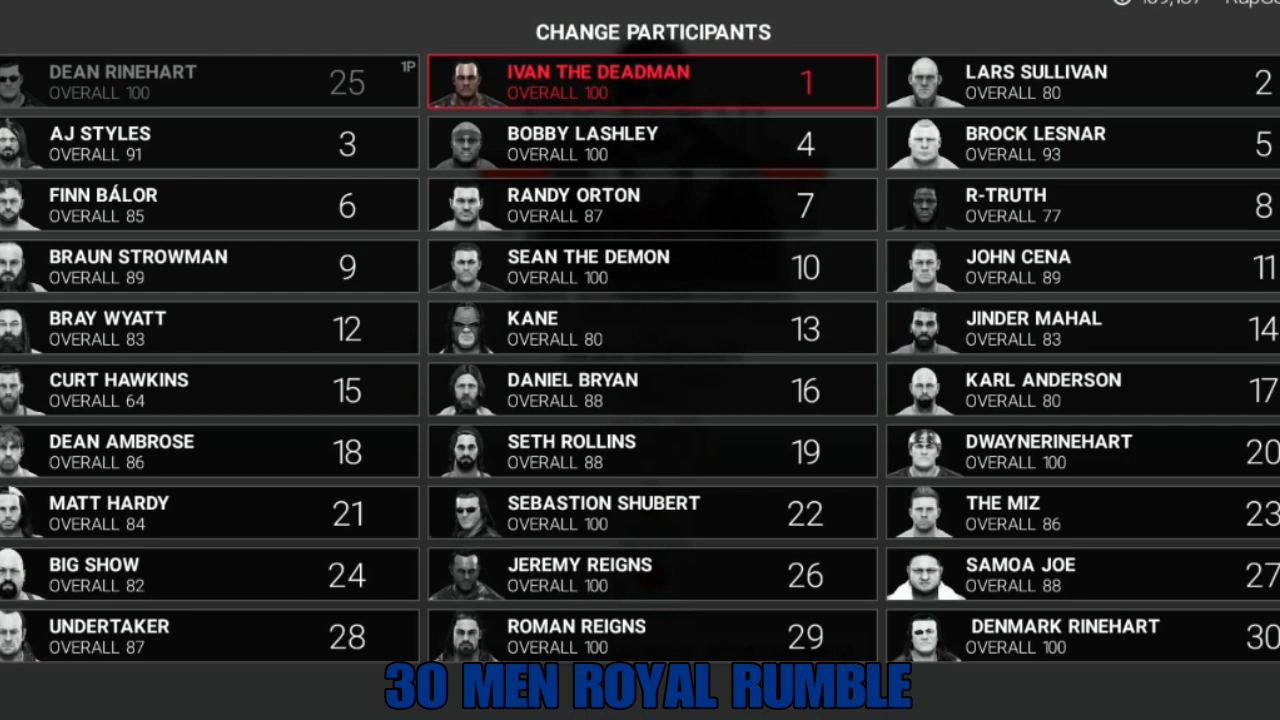 CHANGE PARTICIPANTS
DEAN RINEHART 25 1P
OVERALL 100
IVAN THE DEADMAN 1
OVERALL 100
LARS SULLIVAN 2
OVERALL 80
AJ STYLES 3
OVERALL 91
BOBBY LASHLEY 4
OVERALL 100
BROCK LESNAR 5
OVERALL 93
FINN BÁLOR 6
OVERALL 85
RANDY ORTON 7
OVERALL 87
R-TRUTH 8
OVERALL 77
BRAUN STROWMAN 9
OVERALL 89
SEAN THE DEMON 10
OVERALL 100
JOHN CENA 11
OVERALL 89
BRAY WYATT 12
OVERALL 83
KANE 13
OVERALL 80
JINDER MAHAL 14
OVERALL 83
CURT HAWKINS 15
OVERALL 64
DANIEL BRYAN 16
OVERALL 88
KARL ANDERSON 17
OVERALL 80
DEAN AMBROSE 18
OVERALL 86
SETH ROLLINS 19
OVERALL 88
DWAYNERINEHART 20
OVERALL 100
MATT HARDY 21
OVERALL 84
SEBASTION SHUBERT 22
OVERALL 100
THE MIZ 23
OVERALL 86
BIG SHOW 24
OVERALL 82
JEREMY REIGNS 26
OVERALL 100
SAMOA JOE 27
OVERALL 88
UNDERTAKER 28
OVERALL 87
ROMAN REIGNS 29
OVERALL 100
DENMARK RINEHART 30
OVERALL 100
30 MEN ROYAL RUMBLE